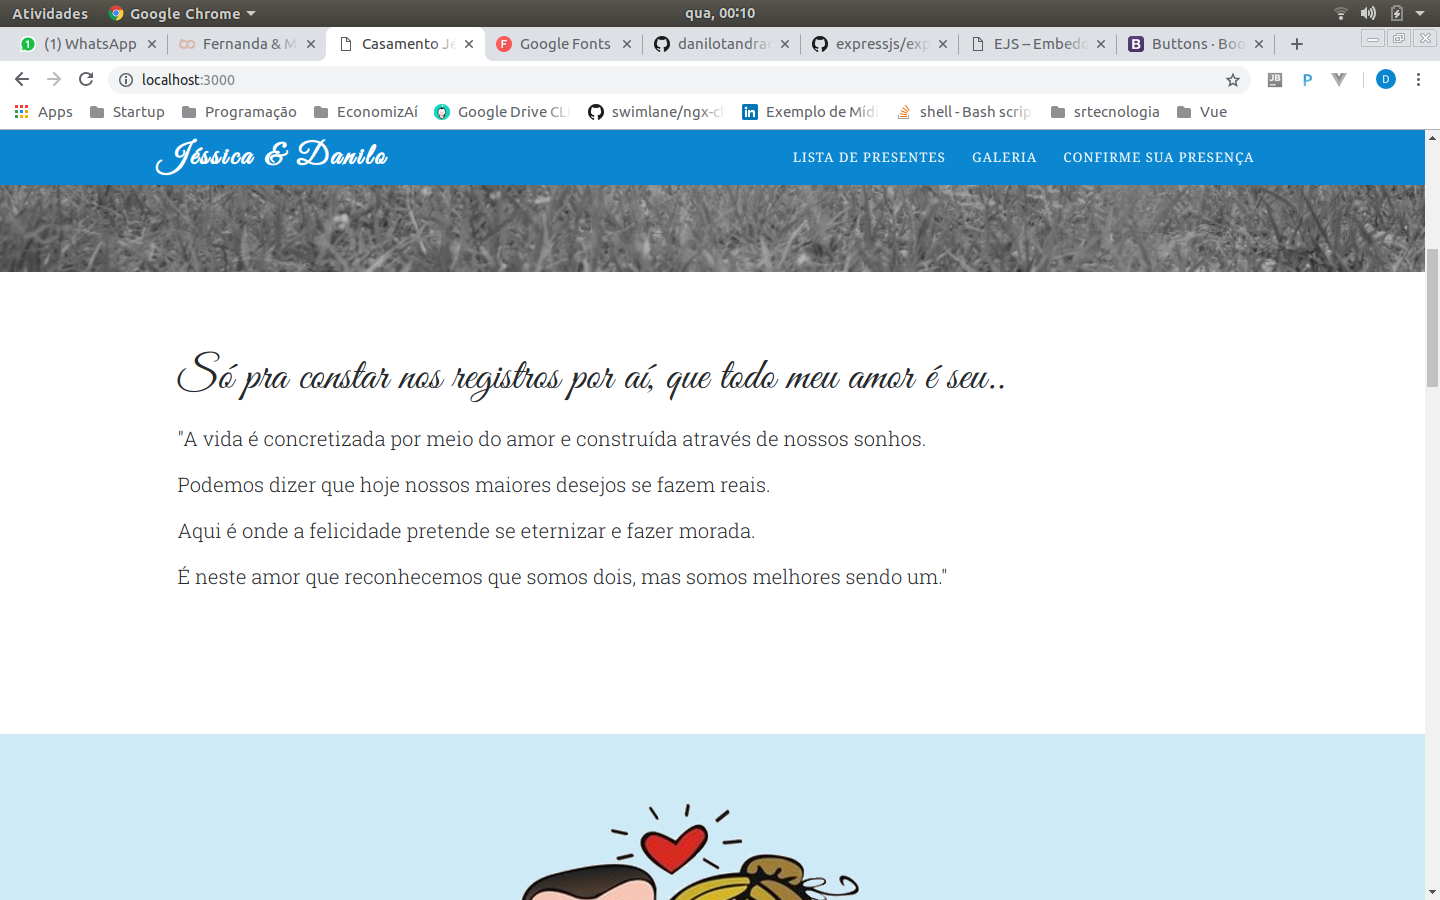 Atividades Google Chrome qua, 00:10
(1) WhatsApp Fernanda & M Casamento Jé Google Fonts danilotandrad expressjs/exp EJS – Embedd Buttons · Boo
localhost:3000
Apps Startup Programação EconomizAí Google Drive CL swimlane/ngx-c Exemplo de Mídi shell - Bash scrip srtecnologia Vue
Jéssica & Danilo LISTA DE PRESENTES GALERIA CONFIRME SUA PRESENÇA
Só pra constar nos registros por aí, que todo meu amor é seu..
"A vida é concretizada por meio do amor e construída através de nossos sonhos.
Podemos dizer que hoje nossos maiores desejos se fazem reais.
Aqui é onde a felicidade pretende se eternizar e fazer morada.
É neste amor que reconhecemos que somos dois, mas somos melhores sendo um."